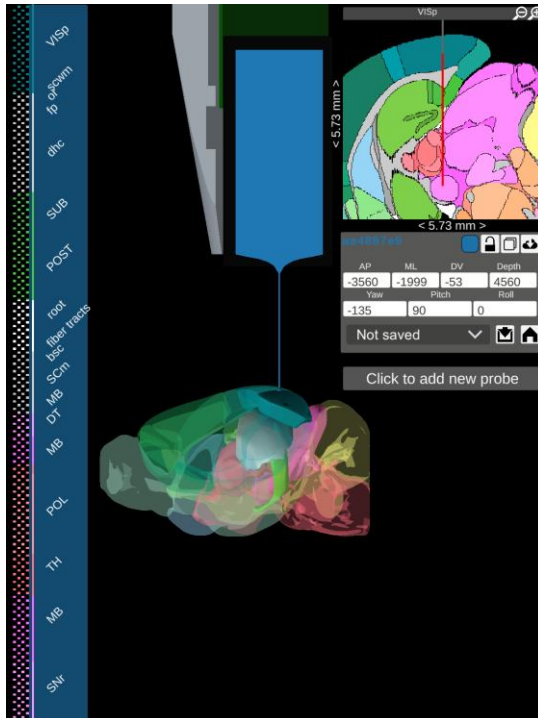 VISp
scwm
or
fp
dhc
SUB
POST
root
fiber tracts
bsc
SCm
MB
DT
MB
POL
TH
MB
SNr
VISp
< 5.73 mm >
< 5.73 mm >
AP ML DV Depth
-3560 -1999 -53 4560
Yaw Pitch Roll
-135 90 0
Not saved
Click to add new probe